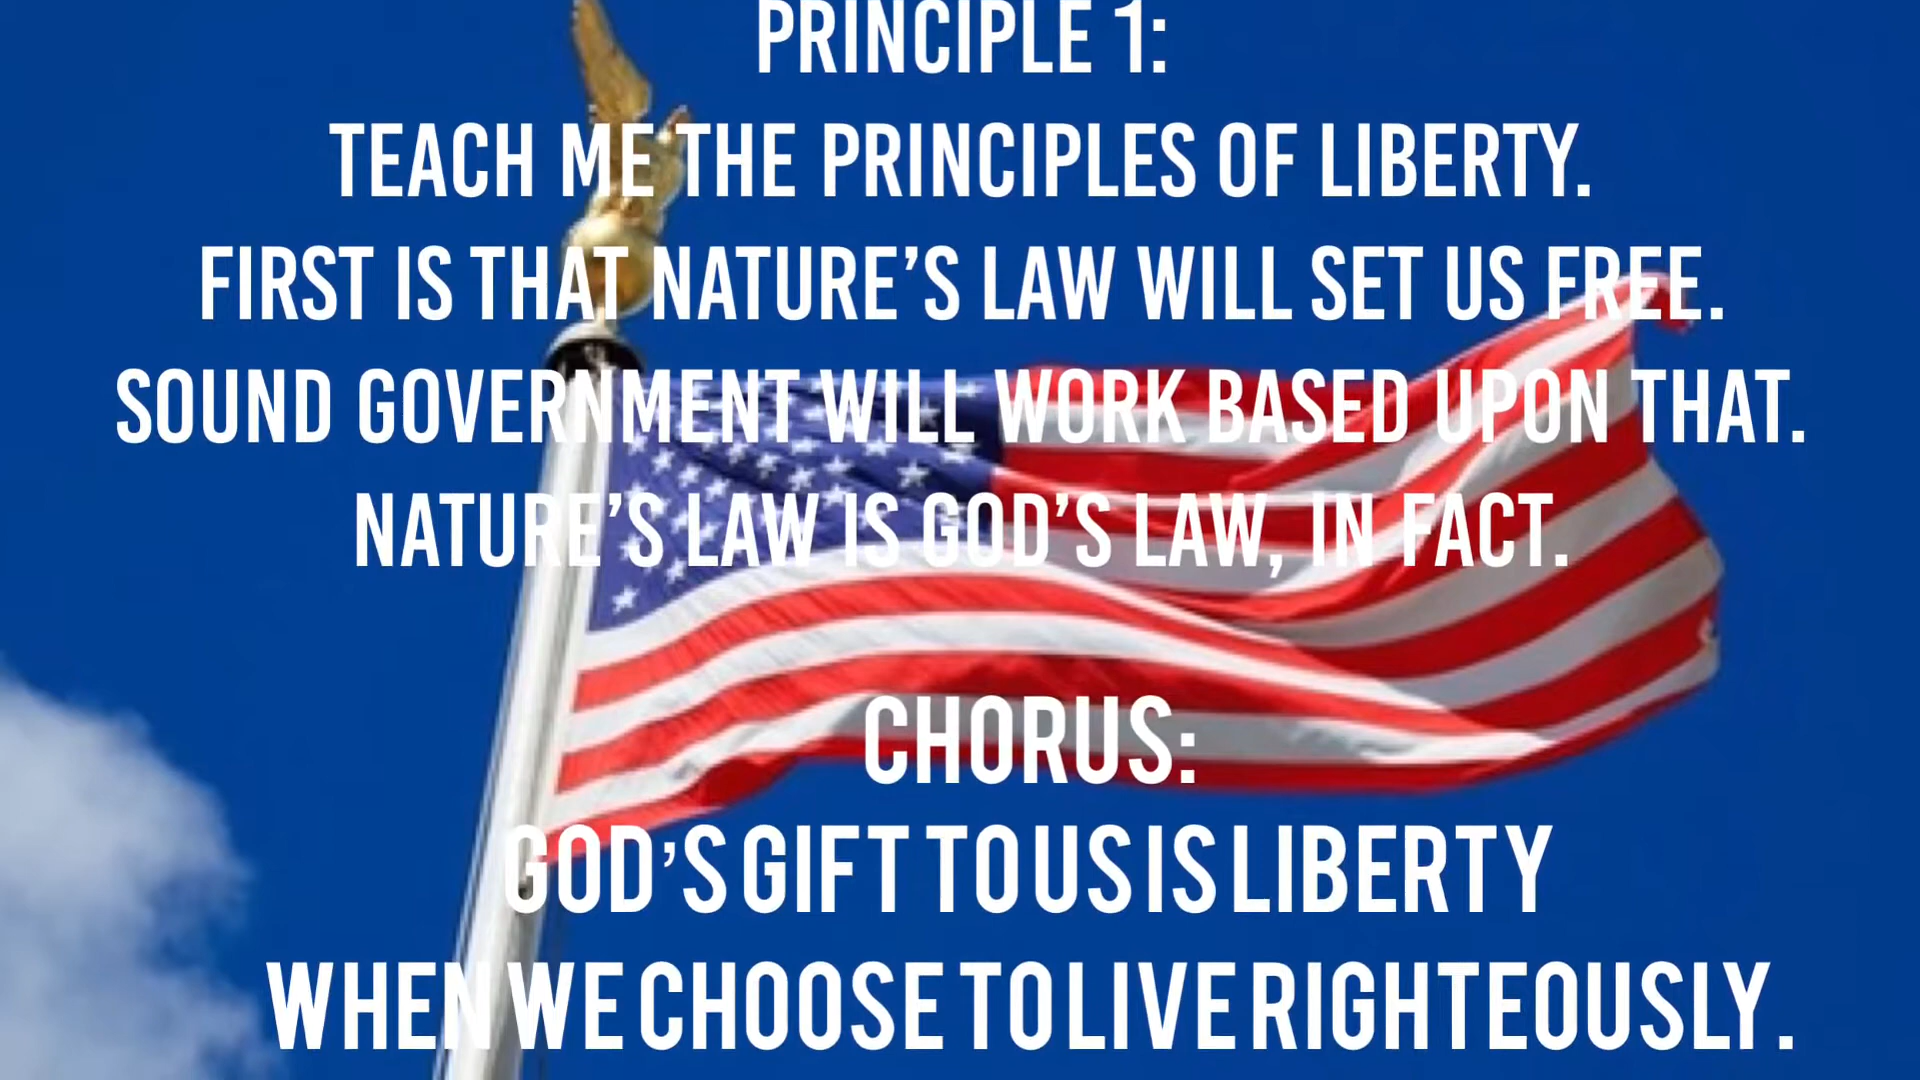 PRINCIPLE 1:
TEACH ME THE PRINCIPLES OF LIBERTY.
FIRST IS THAT NATURE’S LAW WILL SET US FREE.
SOUND GOVERNMENT WILL WORK BASED UPON THAT.
NATURE’S LAW IS GOD’S LAW, IN FACT.
CHORUS:
GOD’S GIFT TO US IS LIBERTY
WHEN WE CHOOSE TO LIVE RIGHTEOUSLY.